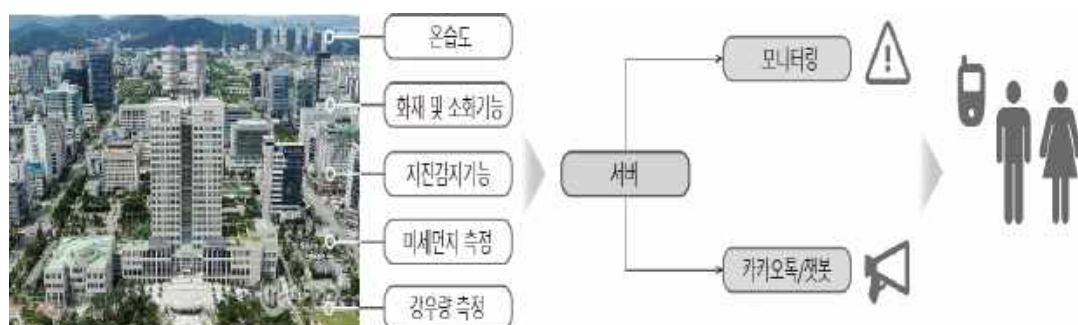 온습도
화재 및 소화기능
지진감지기능
미세먼지 측정
강우량 측정
서버
모니터링
카카오톡/챗봇